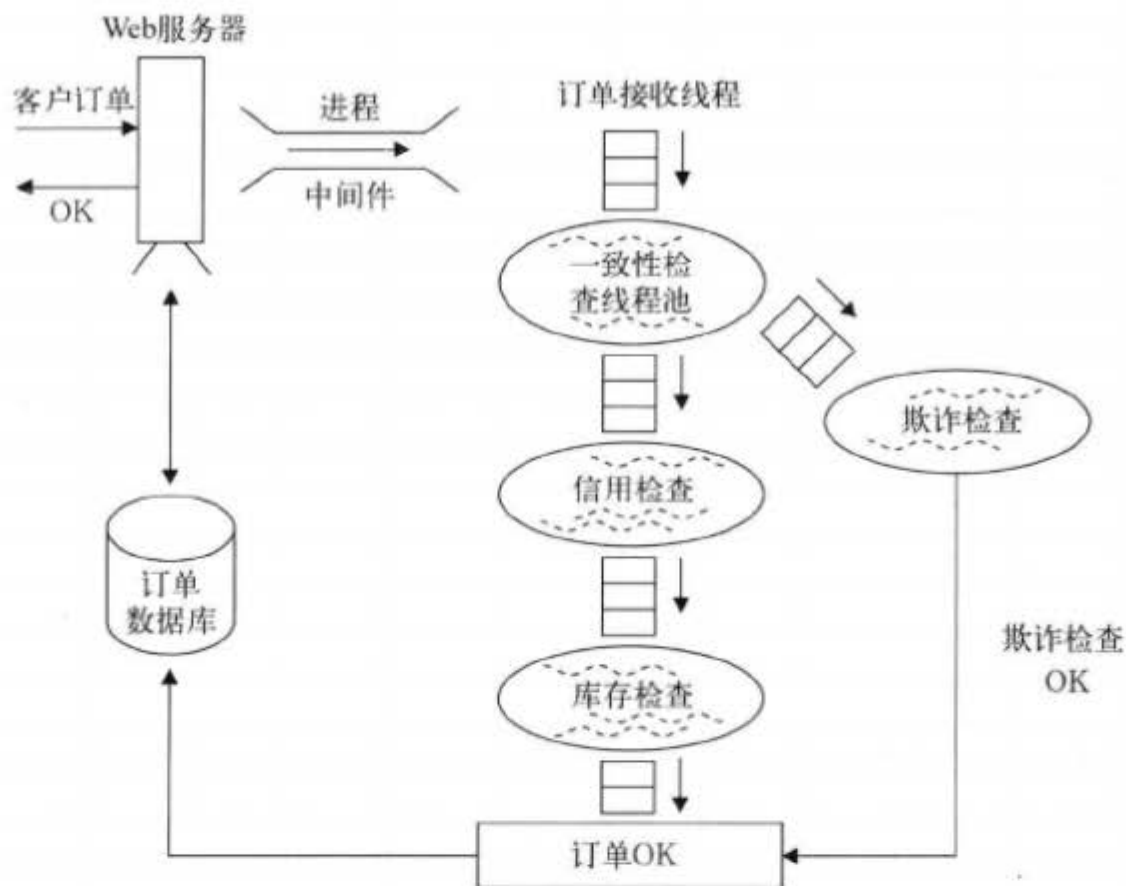 Web服务器
客户订单
OK
进程
中间件
订单接收线程
一致性检
查线程池
欺诈检查
信用检查
订单
数据库
库存检查
欺诈检查
OK
订单OK